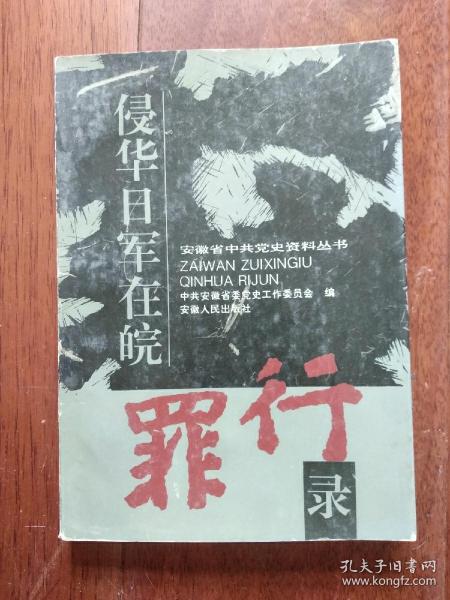 侵华日军在皖
罪行
录
安徽省中共党史资料丛书
ZAIWAN ZUIXINGIU
QINHUA RIJUN
中共安徽省委党史工作委员会 编
安徽人民出版社
孔夫子旧书网
www.kongfz.com